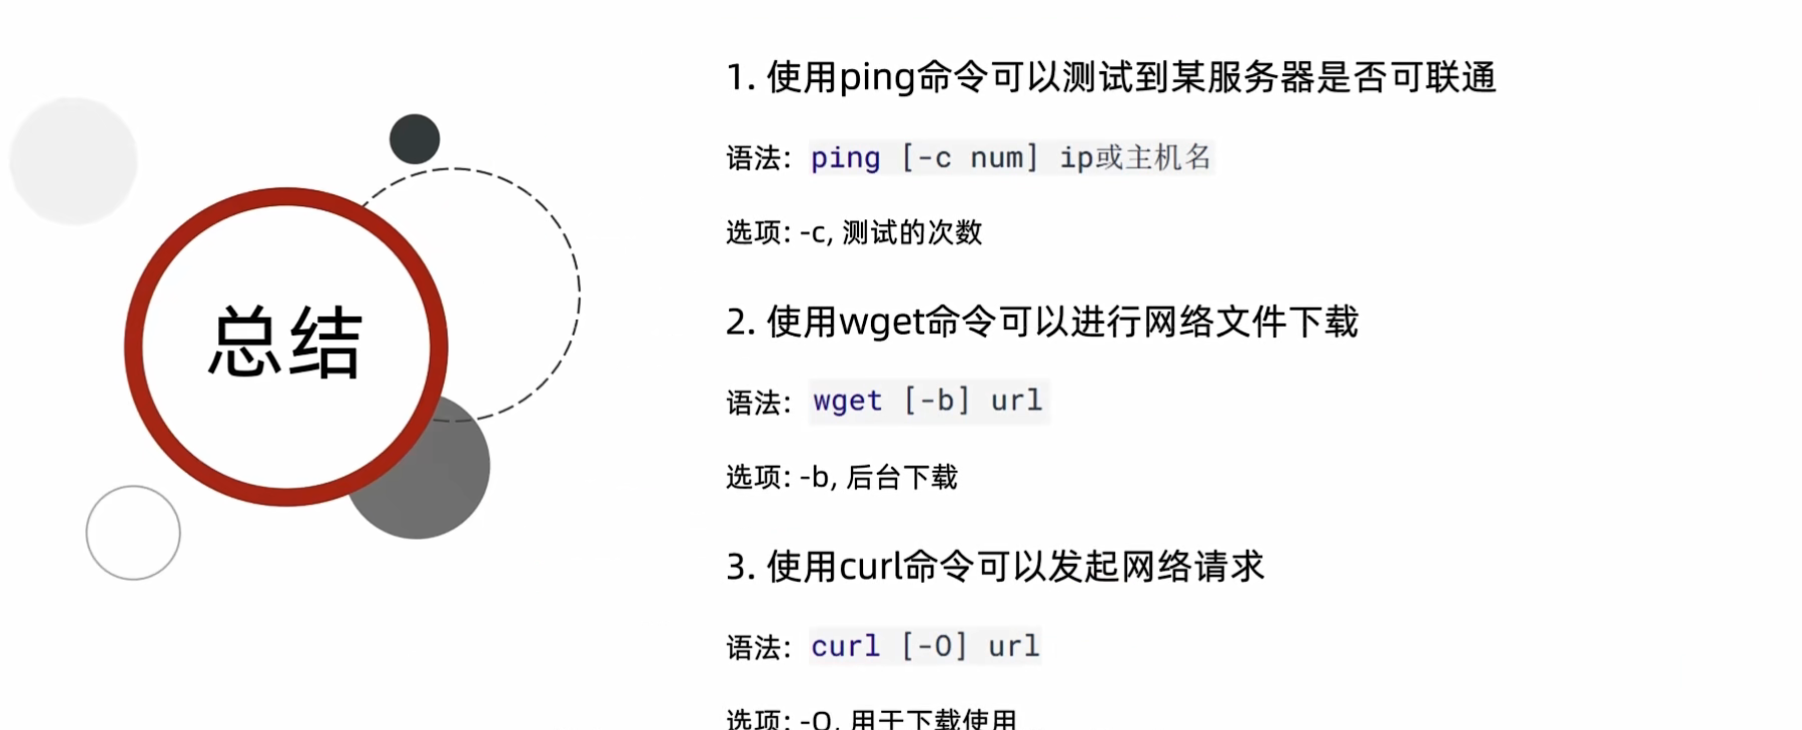 总结
1. 使用ping命令可以测试到某服务器是否可联通
语法: ping [-c num] ip或主机名
选项: -c, 测试的次数
2. 使用wget命令可以进行网络文件下载
语法: wget [-b] url
选项: -b, 后台下载
3. 使用curl命令可以发起网络请求
语法: curl [-O] url
选项: -O, 用于下载使用